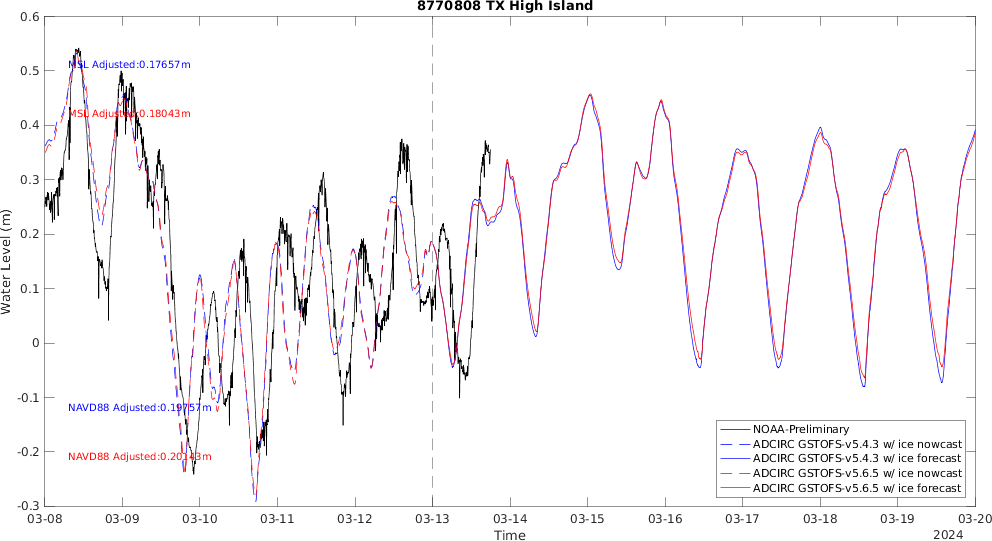 8770808 TX High Island
0.6
0.5
0.4
0.3
0.2
0.1
0
-0.1
-0.2
-0.3
Water Level (m)
MSL Adjusted:0.17657m
MSL Adjusted:0.18043m
NAVD88 Adjusted:0.19757m
NAVD88 Adjusted:0.20143m
NOAA-Preliminary
ADCIRC GSTOFS-v5.4.3 w/ ice nowcast
ADCIRC GSTOFS-v5.4.3 w/ ice forecast
ADCIRC GSTOFS-v5.6.5 w/ ice nowcast
ADCIRC GSTOFS-v5.6.5 w/ ice forecast
03-08 03-09 03-10 03-11 03-12 03-13 03-14 03-15 03-16 03-17 03-18 03-19 03-20
Time
2024